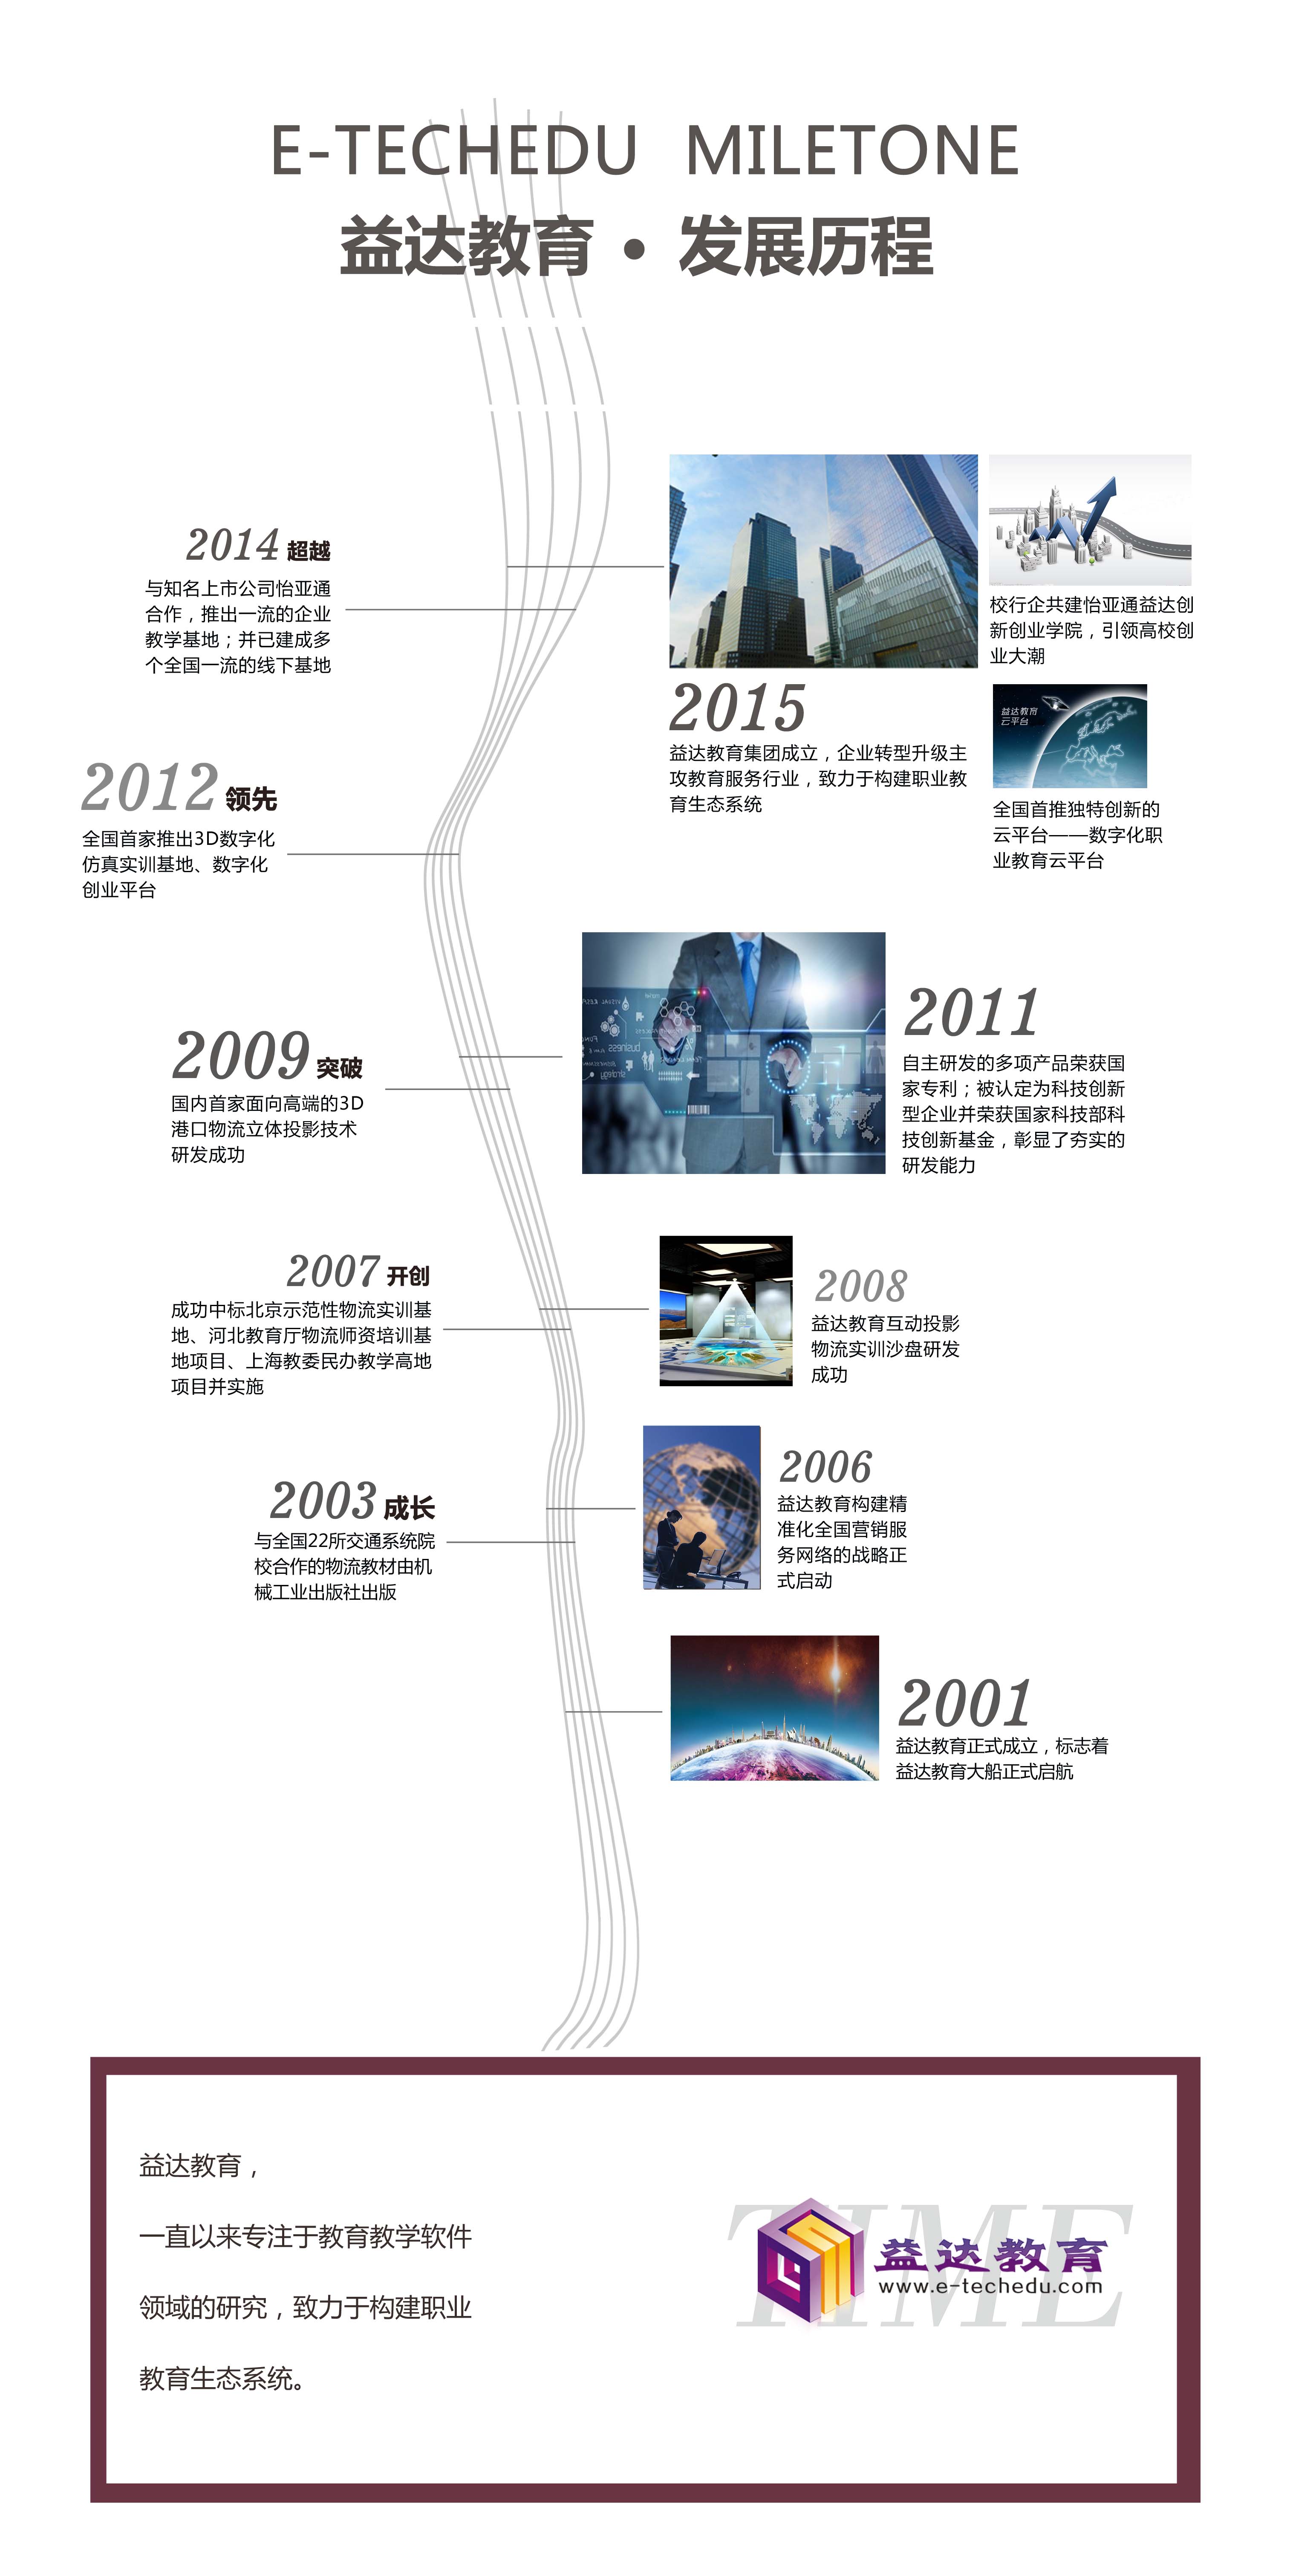 E-TECHEDU MILETONE
益达教育 • 发展历程
2014 超越
与知名上市公司怡亚通
合作，推出一流的企业
教学基地；并已建成多
个全国一流的线下基地
校行企共建怡亚通益达创
新创业学院，引领高校创
业大潮
2015
益达教育集团成立，企业转型升级主
攻教育服务行业，致力于构建职业教
育生态系统
益达教育
云平台
全国首推独特创新的
云平台——数字化职
业教育云平台
2012 领先
全国首家推出3D数字化
仿真实训基地、数字化
创业平台
business
strategy
2011
自主研发的多项产品荣获国
家专利；被认定为科技创新
型企业并荣获国家科技部科
技创新基金，彰显了夯实的
研发能力
2009 突破
国内首家面向高端的3D
港口物流立体投影技术
研发成功
2007 开创
成功中标北京示范性物流实训基
地、河北教育厅物流师资培训基
地项目、上海教委民办教学高地
项目并实施
2008
益达教育互动投影
物流实训沙盘研发
成功
2006
益达教育构建精
准化全国营销服
务网络的战略正
式启动
2003 成长
与全国22所交通系统院
校合作的物流教材由机
械工业出版社出版
2001
益达教育正式成立，标志着
益达教育大船正式启航
益达教育，
一直以来专注于教育教学软件
领域的研究，致力于构建职业
教育生态系统。
TIME
益达教育
www.e-techedu.com